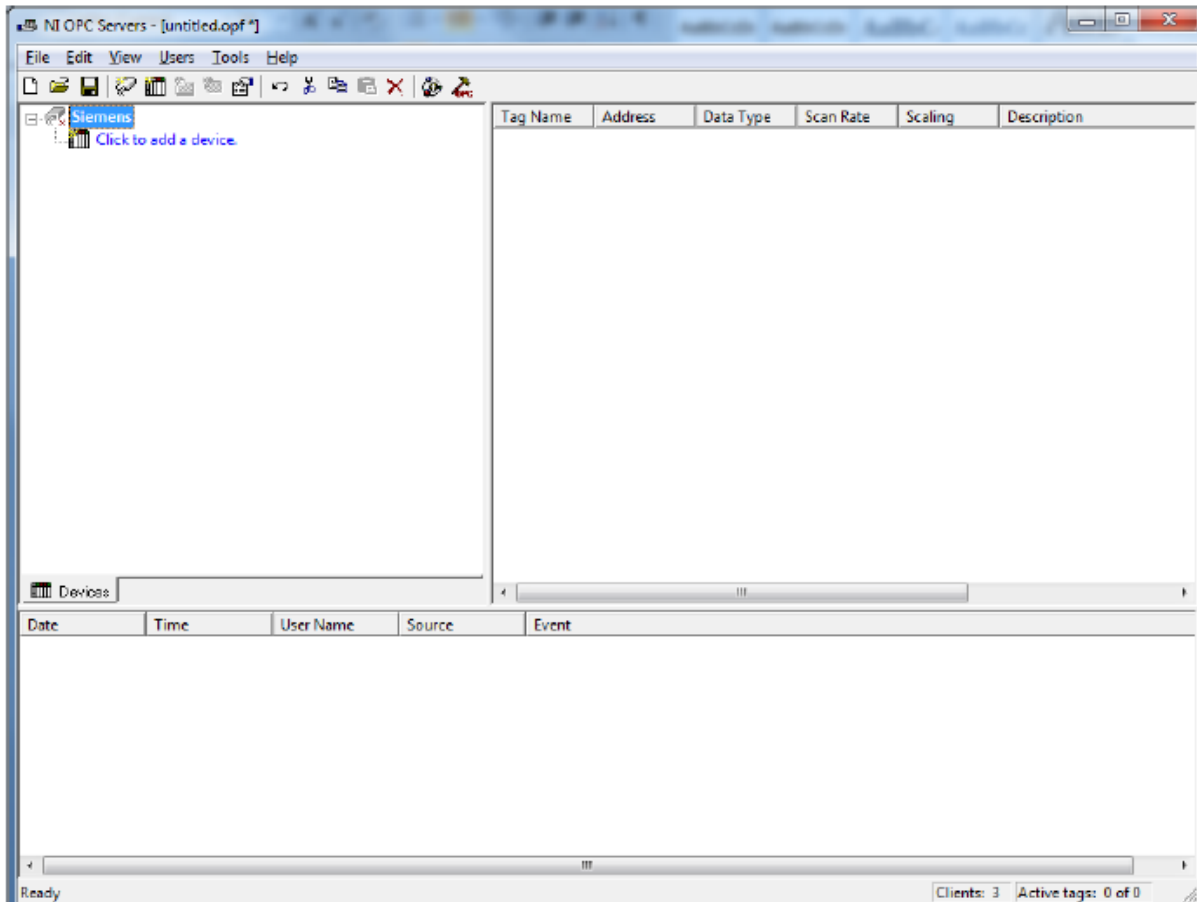 NI OPC Servers - [untitled.opf *]
File Edit View Users Tools Help
Siemens
Click to add a device.
Tag Name Address Data Type Scan Rate Scaling Description
Devices
Date Time User Name Source Event
Ready Clients: 3 Active tags: 0 of 0